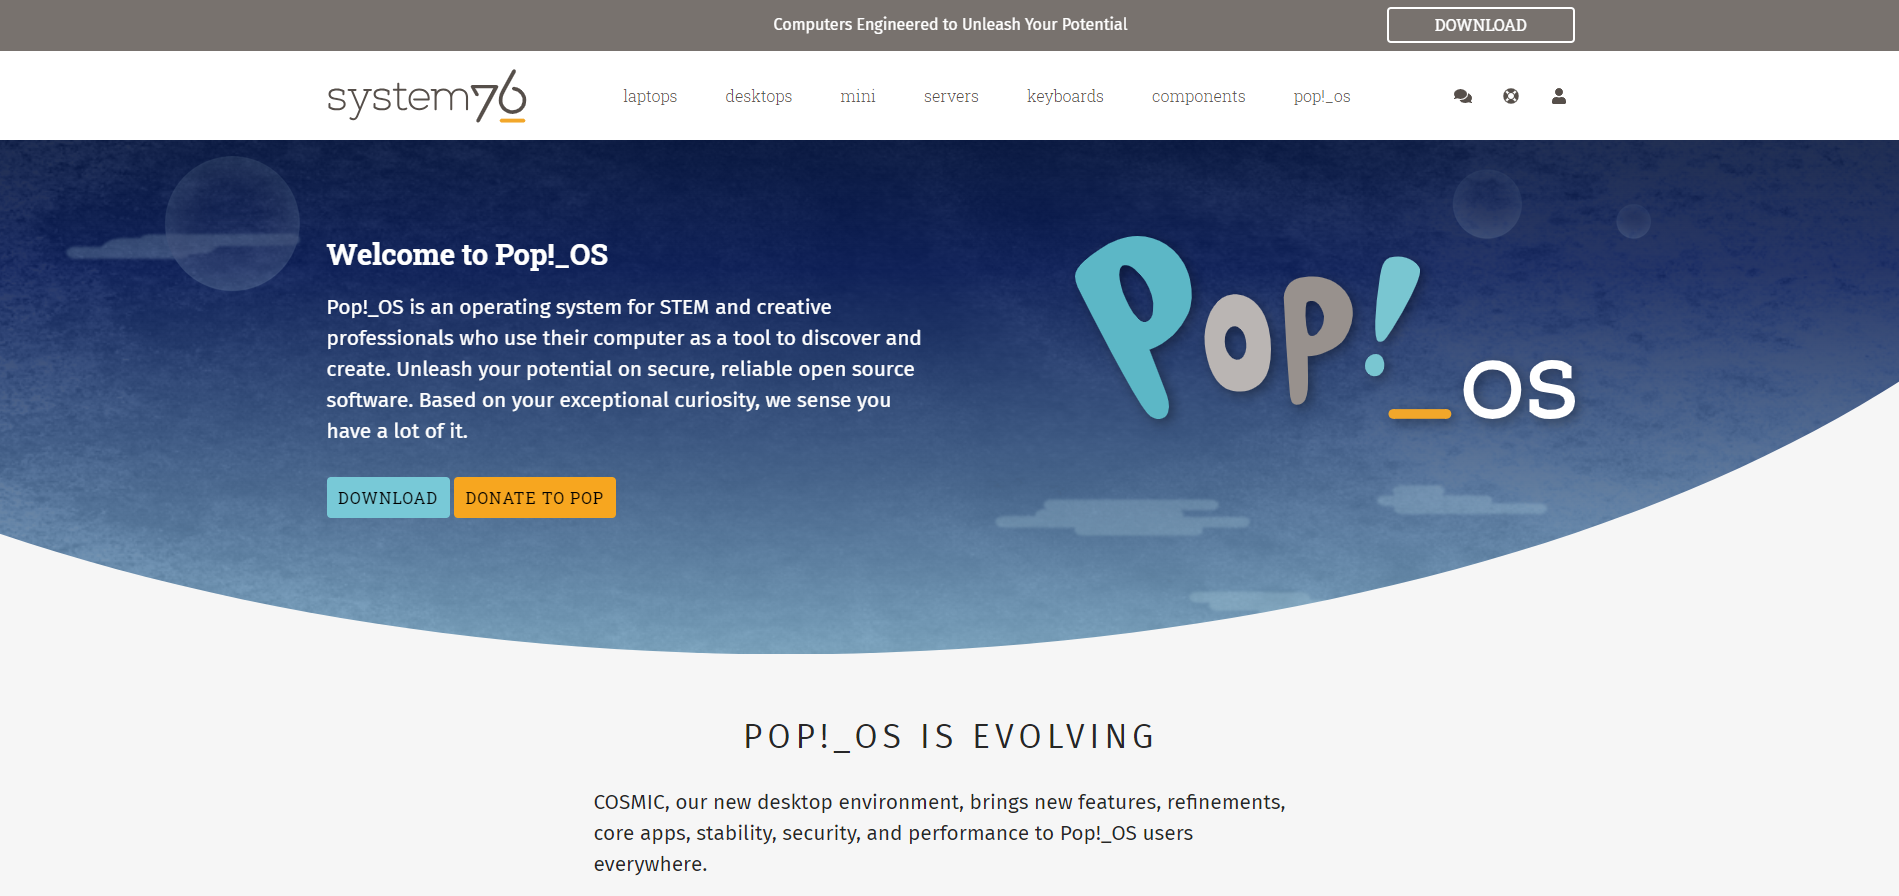 Computers Engineered to Unleash Your Potential
DOWNLOAD
system76
laptops
desktops
mini
servers
keyboards
components
pop!_os
Welcome to Pop!_OS
Pop!_OS is an operating system for STEM and creative
professionals who use their computer as a tool to discover and
create. Unleash your potential on secure, reliable open source
software. Based on your exceptional curiosity, we sense you
have a lot of it.
DOWNLOAD
DONATE TO POP
Pop!_OS
POP!_OS IS EVOLVING
COSMIC, our new desktop environment, brings new features, refinements,
core apps, stability, security, and performance to Pop!_OS users
everywhere.